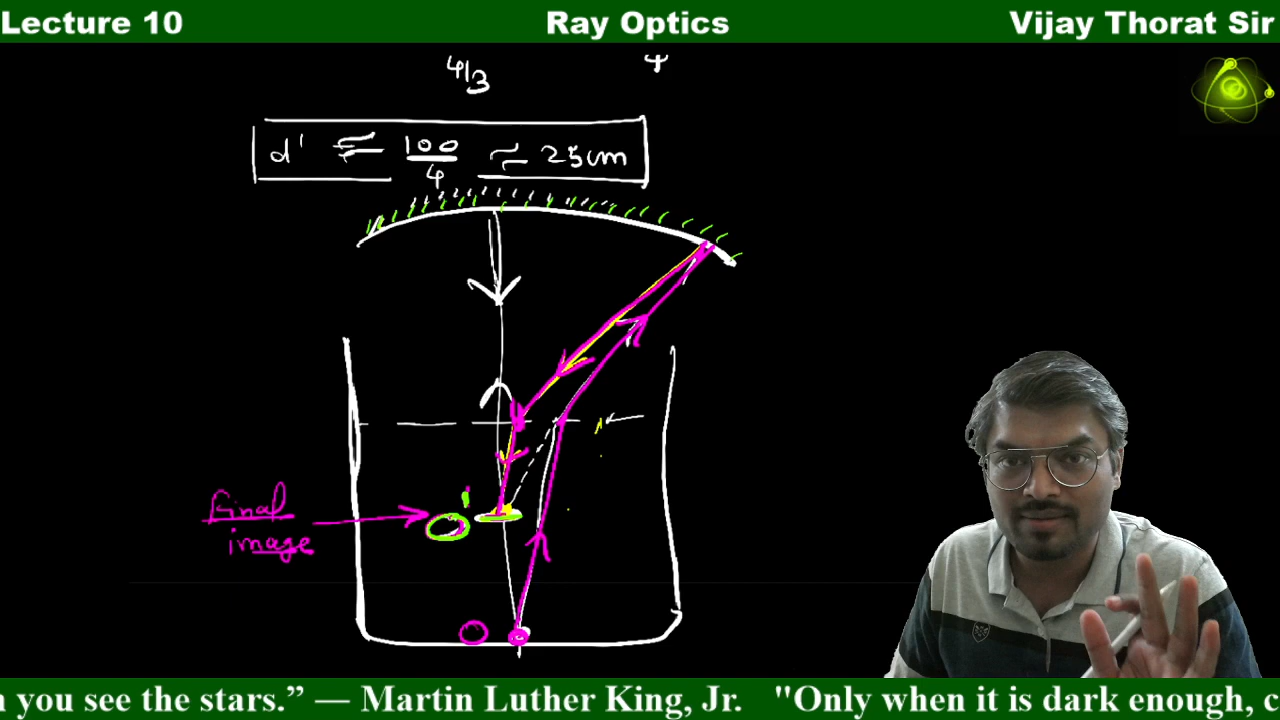 Lecture 10 Ray Optics Vijay Thorat Sir
4/3 4
d' ≈ 100/4 ≈ 25cm
final
image
O'
O
n you see the stars.” — Martin Luther King, Jr. "Only when it is dark enough, c